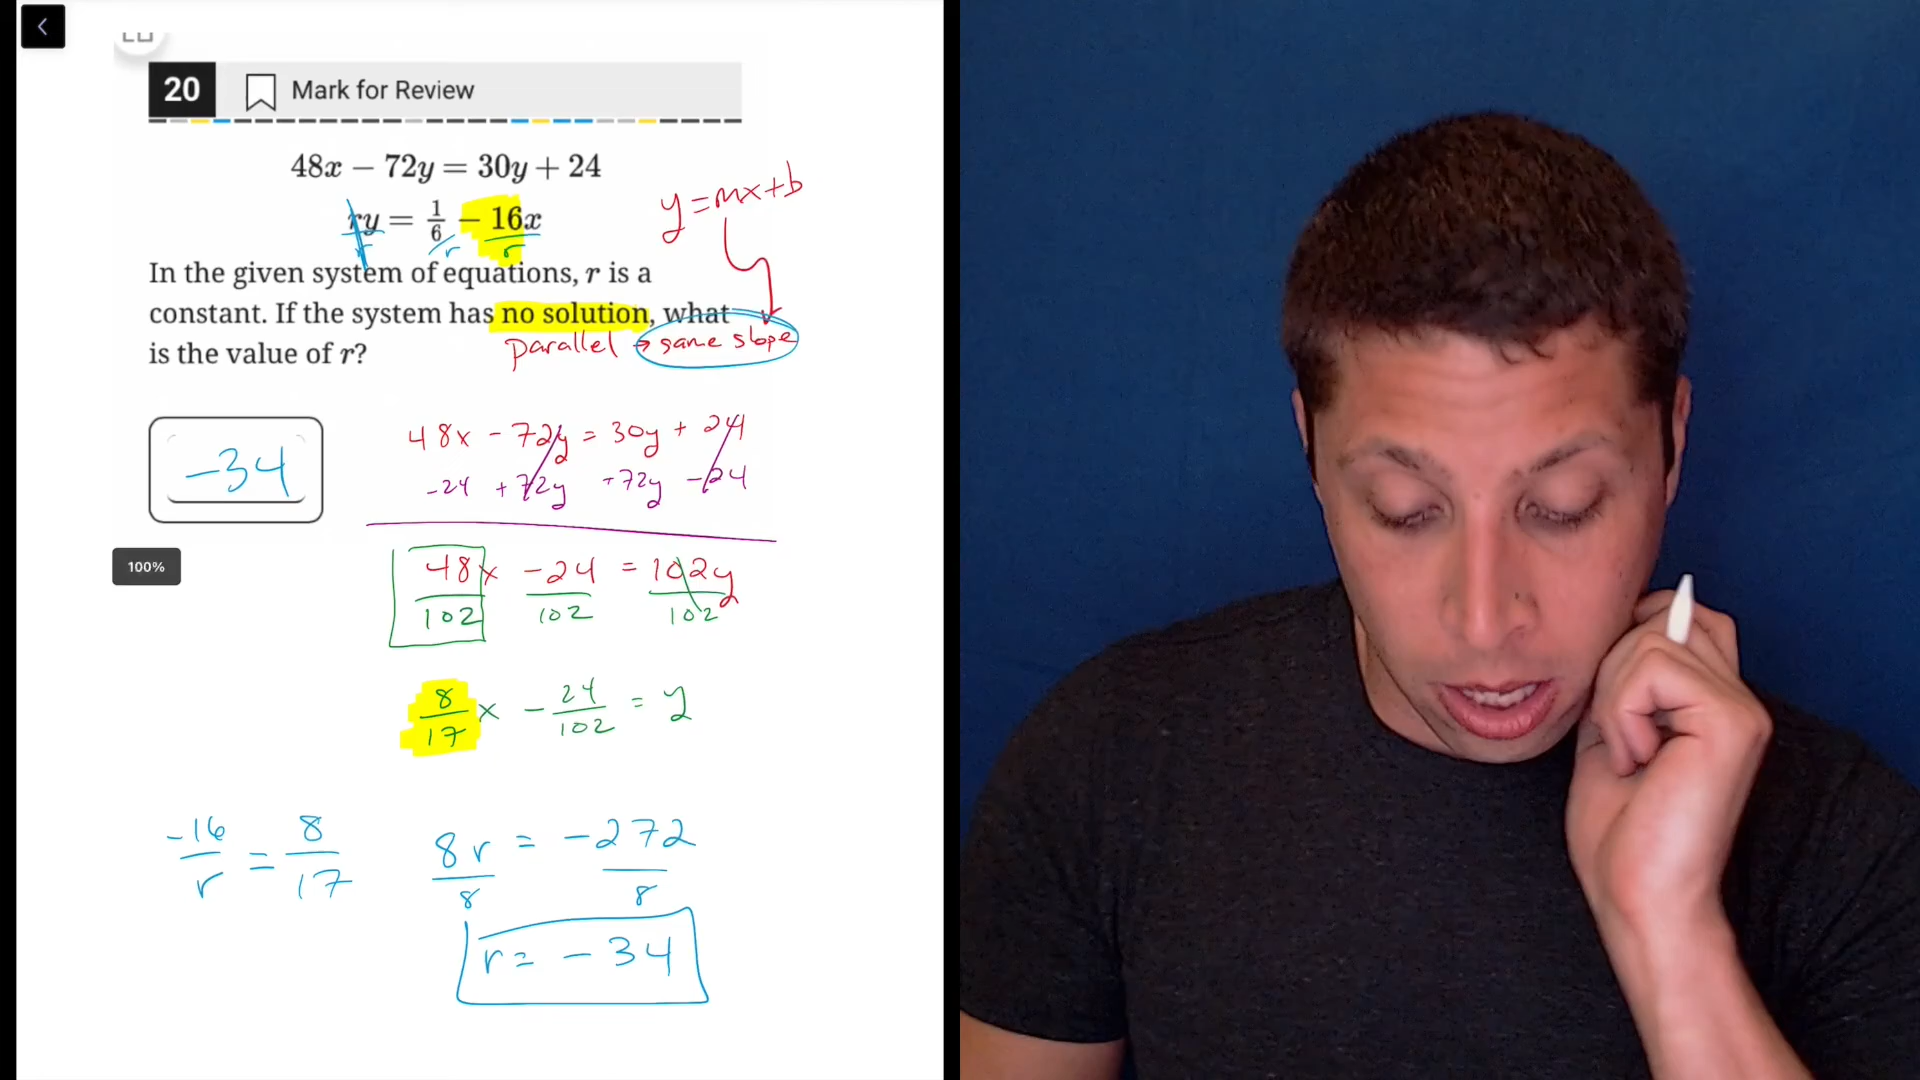 20 Mark for Review
48x − 72y = 30y + 24
ry = 1/6 − 16x
r r r
y = mx + b
In the given system of equations, r is a
constant. If the system has no solution, what
is the value of r?
parallel → same slope
-34
48x - 72y = 30y + 24
-24 + 72y +72y -24
100%
48x/102 - 24/102 = 102y/102
8/17 x - 24/102 = y
-16/r = 8/17
8r/8 = -272/8
r = -34